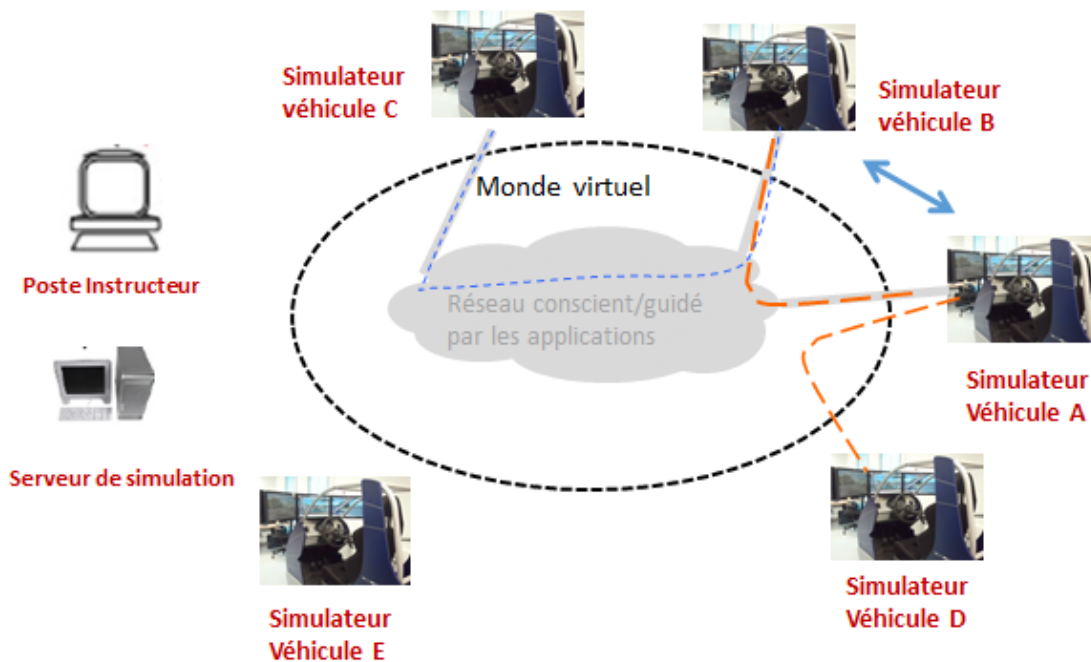 Simulateur
véhicule C
Simulateur
véhicule B
Monde virtuel
Poste Instructeur
Réseau conscient/guidé
par les applications
Simulateur
Véhicule A
Serveur de simulation
Simulateur
Véhicule D
Simulateur
Véhicule E